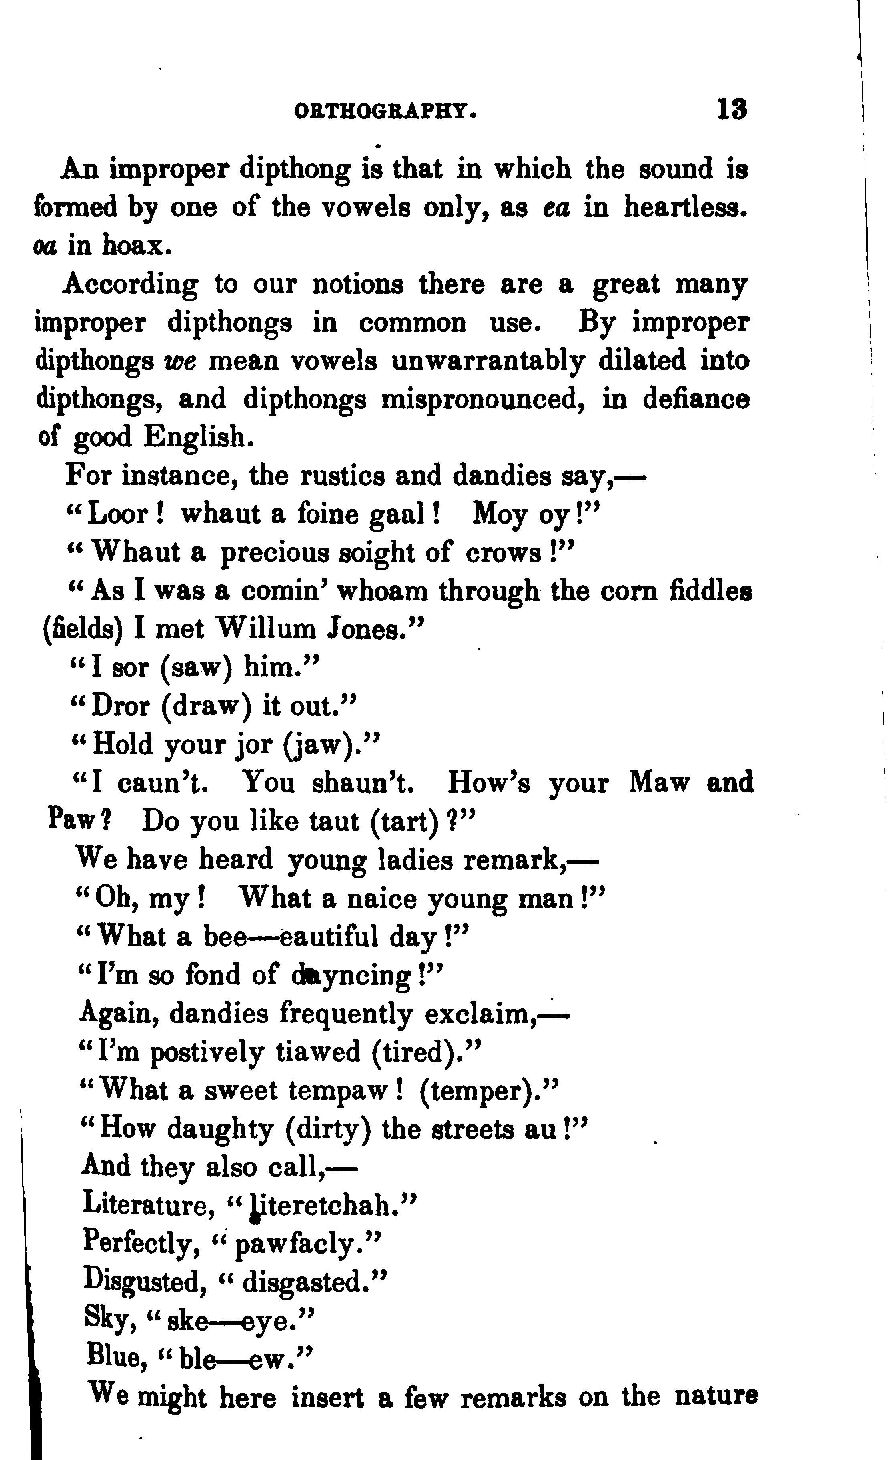 ORTHOGRAPHY. 13
An improper dipthong is that in which the sound is
formed by one of the vowels only, as ea in heartless.
oa in hoax.
According to our notions there are a great many
improper dipthongs in common use. By improper
dipthongs we mean vowels unwarrantably dilated into
dipthongs, and dipthongs mispronounced, in defiance
of good English.
For instance, the rustics and dandies say,—
“Loor! whaut a foine gaal! Moy oy!”
“Whaut a precious soight of crows!”
“As I was a comin’ whoam through the corn fiddles
(fields) I met Willum Jones.”
“I sor (saw) him.”
“Dror (draw) it out.”
“Hold your jor (jaw).”
“I caun’t. You shaun’t. How’s your Maw and
Paw? Do you like taut (tart)?”
We have heard young ladies remark,—
“Oh, my! What a naice young man!”
“What a bee—eautiful day!”
“I’m so fond of dayncing!”
Again, dandies frequently exclaim,—
“I’m postively tiawed (tired).”
“What a sweet tempaw! (temper).”
“How daughty (dirty) the streets au!”
And they also call,—
Literature, “literetchah.”
Perfectly, “pawfacly.”
Disgusted, “disgasted.”
Sky, “ske—eye.”
Blue, “ble—ew.”
We might here insert a few remarks on the nature